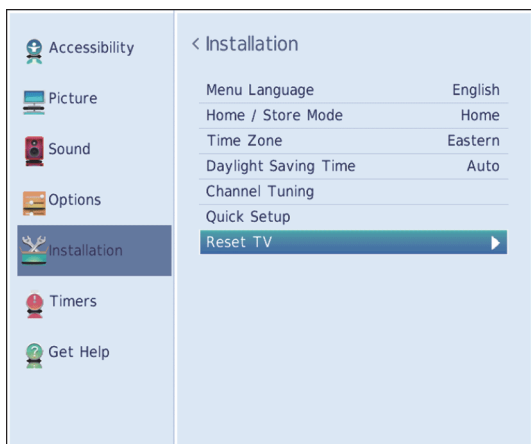 Accessibility
Picture
Sound
Options
Installation
Timers
Get Help
< Installation
Menu Language English
Home / Store Mode Home
Time Zone Eastern
Daylight Saving Time Auto
Channel Tuning
Quick Setup
Reset TV